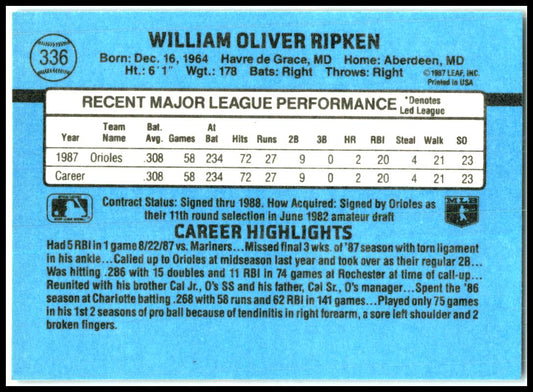 336
WILLIAM OLIVER RIPKEN
Born: Dec. 16, 1964 Havre de Grace, MD Home: Aberdeen, MD
Ht.: 6'1" Wgt.: 178 Bats: Right Throws: Right
©1987 LEAF, INC.
Printed in USA
RECENT MAJOR LEAGUE PERFORMANCE *Denotes Led League
Year Team Name Bat. Avg. Games At Bat Hits Runs 2B 3B HR RBI Steal Walk SO
1987 Orioles .308 58 234 72 27 9 0 2 20 4 21 23
Career .308 58 234 72 27 9 0 2 20 4 21 23
Contract Status: Signed thru 1988. How Acquired: Signed by Orioles as
their 11th round selection in June 1982 amateur draft
MLB
CAREER HIGHLIGHTS
Had 5 RBI in 1 game 8/22/87 vs. Mariners...Missed final 3 wks. of '87 season with torn ligament
in his ankle...Called up to Orioles at midseason last year and took over as their regular 2B...
Was hitting .286 with 15 doubles and 11 RBI in 74 games at Rochester at time of call-up...
Reunited with his brother Cal Jr., O's SS and his father, Cal Sr., O's manager...Spent the '86
season at Charlotte batting .268 with 58 runs and 62 RBI in 141 games...Played only 75 games
in his 1st 2 seasons of pro ball because of tendinitis in right forearm, a sore left shoulder and 2
broken fingers.